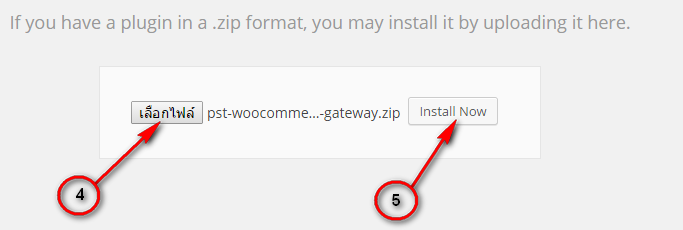 If you have a plugin in a .zip format, you may install it by uploading it here.
เลือกไฟล์ pst-woocomme...-gateway.zip Install Now
4 5